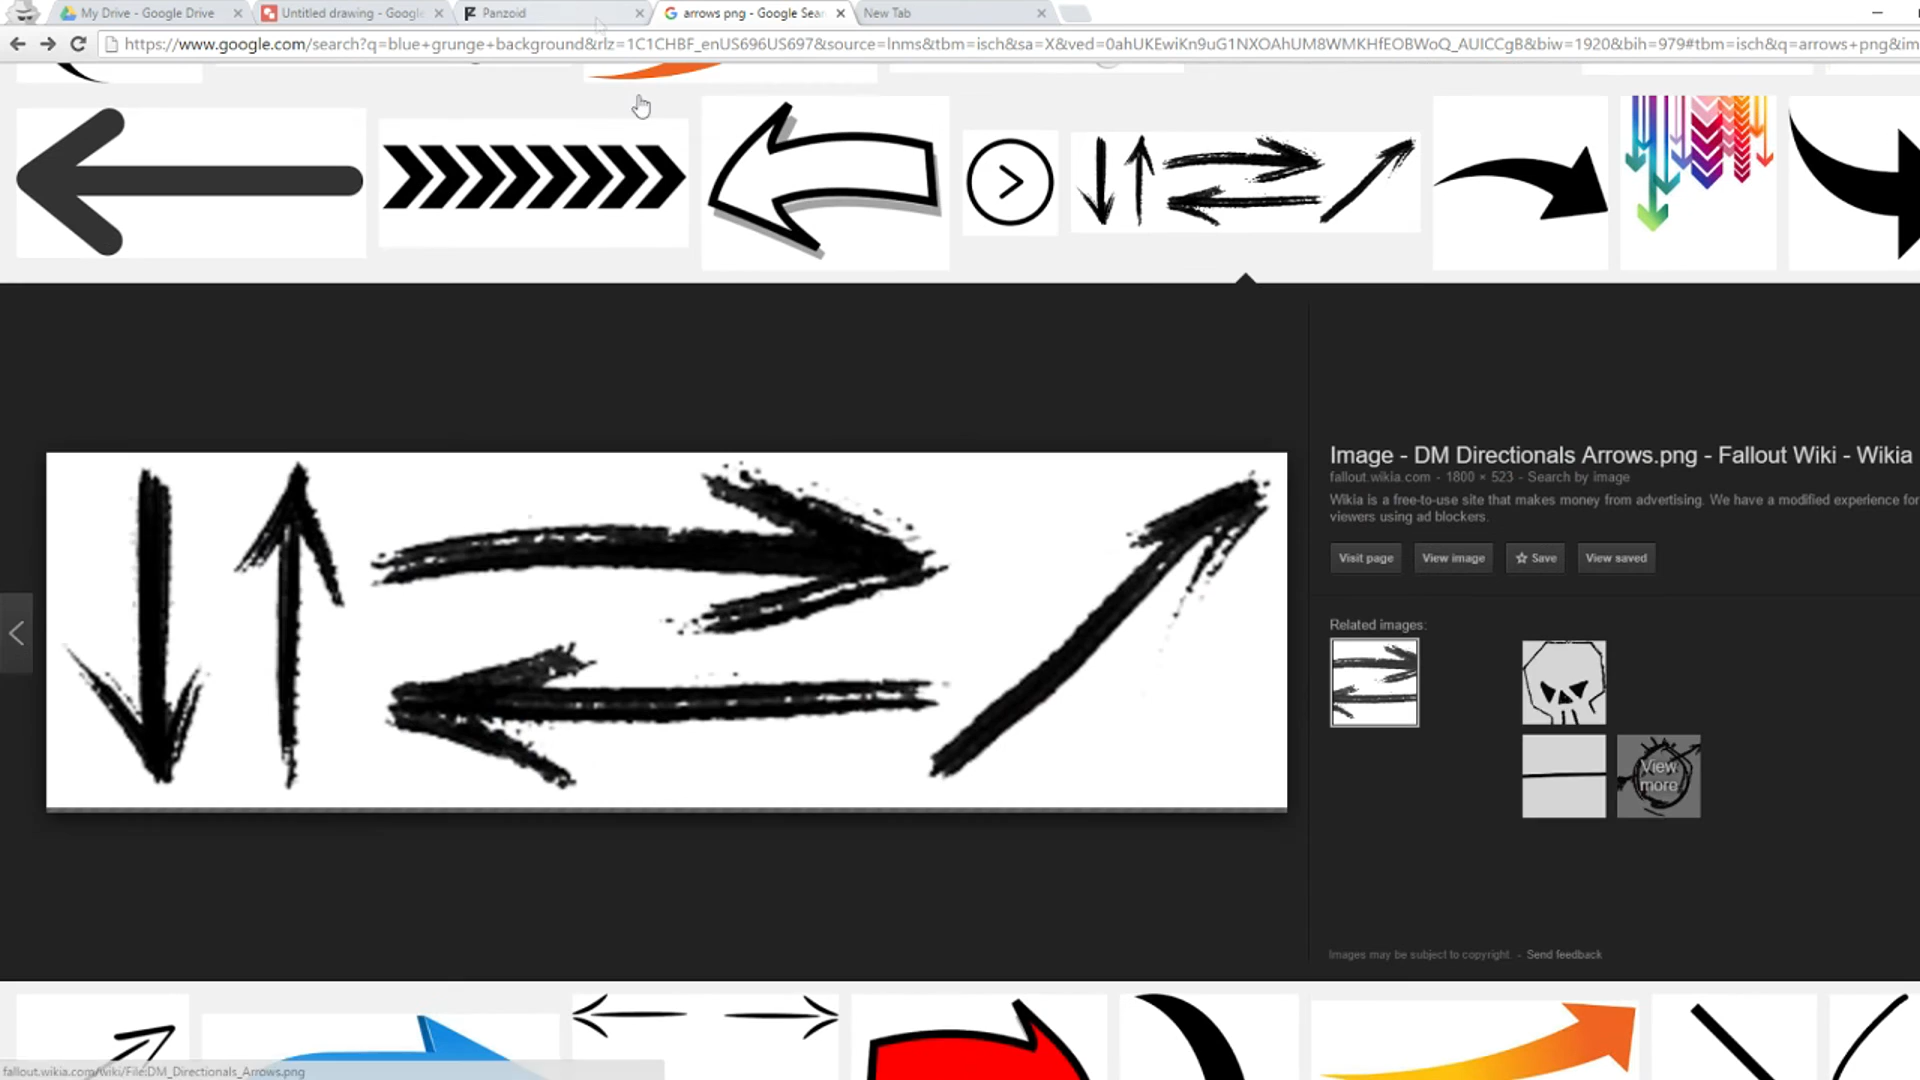 My Drive - Google Drive
Untitled drawing - Google
Panzoid
arrows png - Google Sear
New Tab
https://www.google.com/search?q=blue+grunge+background&rlz=1C1CHBF_enUS696US697&source=lnms&tbm=isch&sa=X&ved=0ahUKEwiKn9uG1NXOAhUM8WMKHfEOBWoQ_AUICCgB&biw=1920&bih=979#tbm=isch&q=arrows+png&im
Image - DM Directionals Arrows.png - Fallout Wiki - Wikia
fallout.wikia.com - 1800 × 523 - Search by image
Wikia is a free-to-use site that makes money from advertising. We have a modified experience for
viewers using ad blockers.
Visit page
View image
Save
View saved
Related images:
View
more
Images may be subject to copyright. - Send feedback
fallout.wikia.com/wiki/File:DM_Directionals_Arrows.png